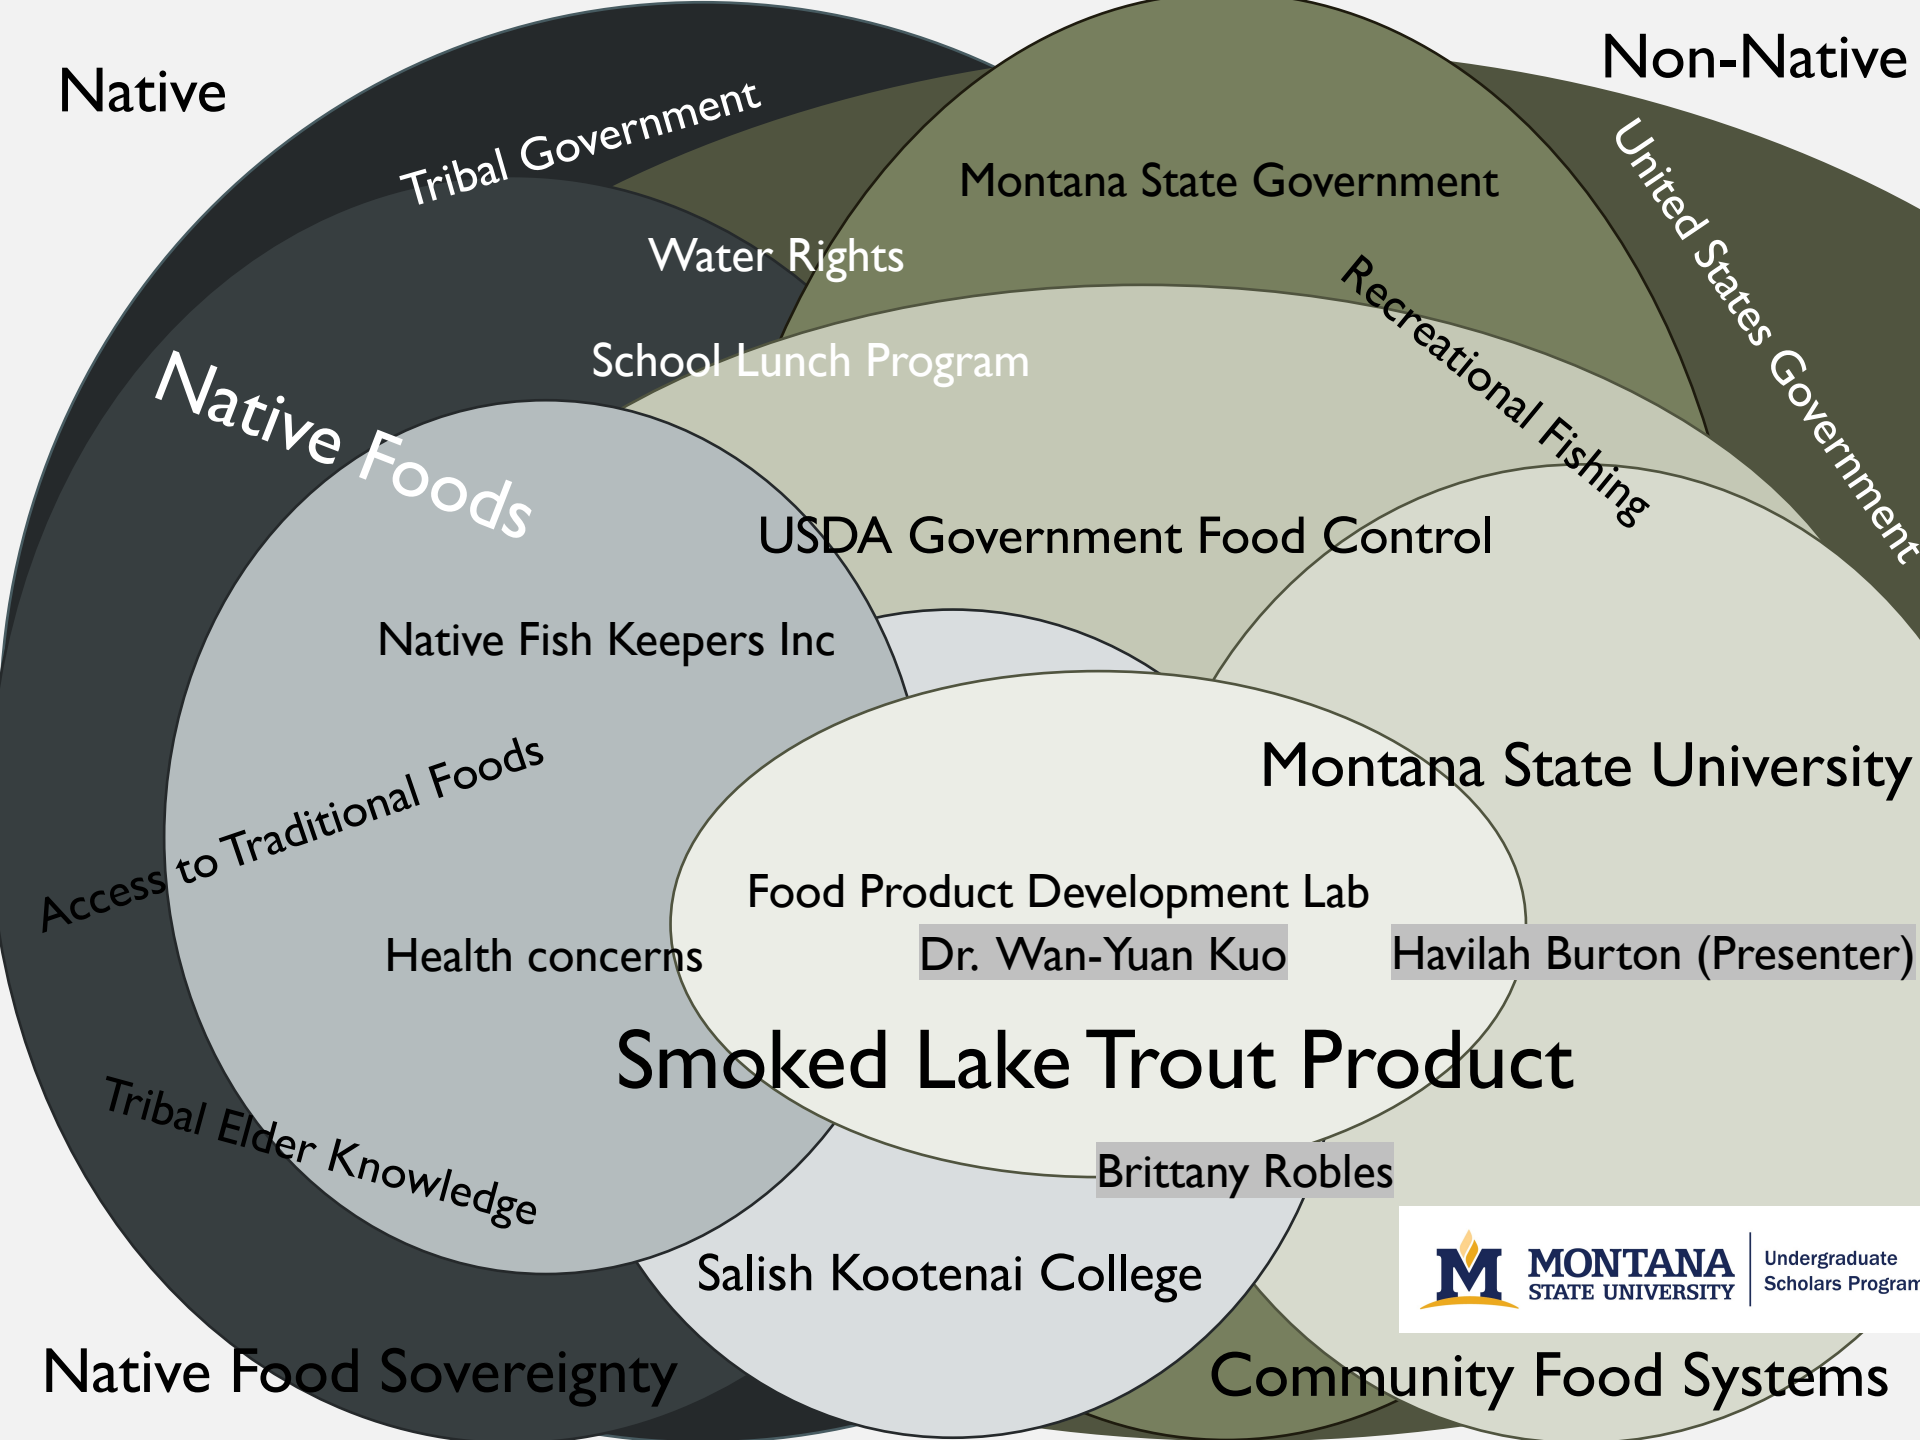 Native
Non-Native
Tribal Government
Montana State Government
United States Government
Water Rights
Recreational Fishing
School Lunch Program
Native Foods
USDA Government Food Control
Native Fish Keepers Inc
Access to Traditional Foods
Montana State University
Food Product Development Lab
Health concerns
Dr. Wan-Yuan Kuo
Havilah Burton (Presenter)
Smoked Lake Trout Product
Tribal Elder Knowledge
Brittany Robles
Salish Kootenai College
M
MONTANA
STATE UNIVERSITY
Undergraduate
Scholars Program
Native Food Sovereignty
Community Food Systems